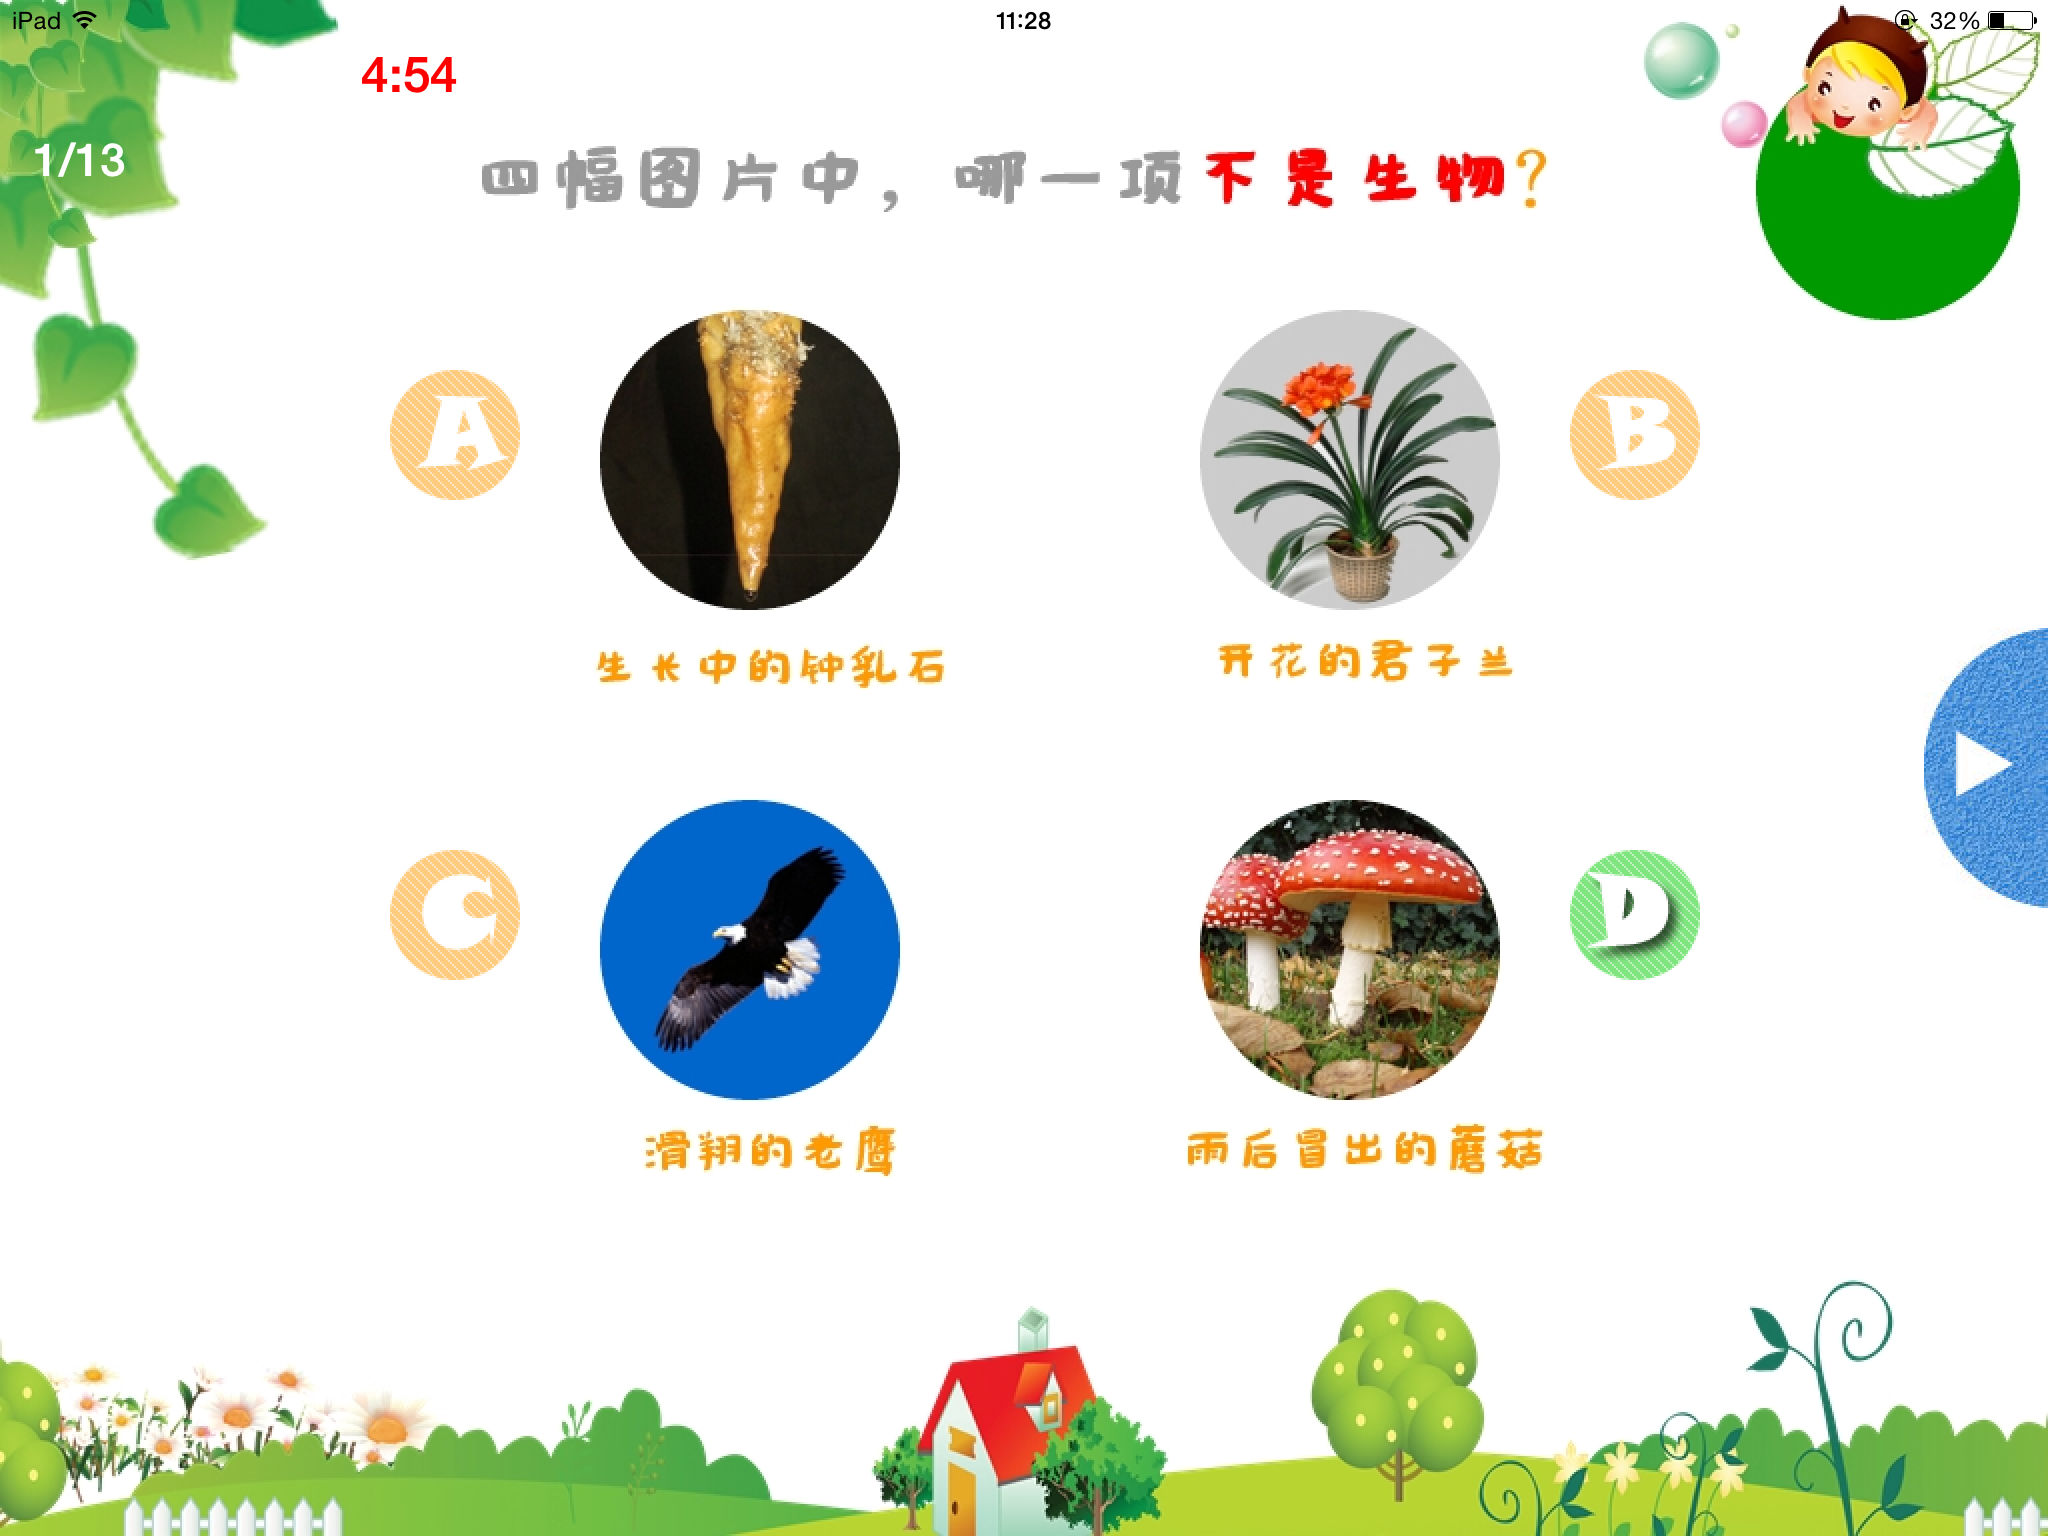 iPad 11:28 32%
4:54
1/13
四幅图片中，哪一项不是生物？
A
B
生长中的钟乳石
开花的君子兰
C
D
滑翔的老鹰
雨后冒出的蘑菇